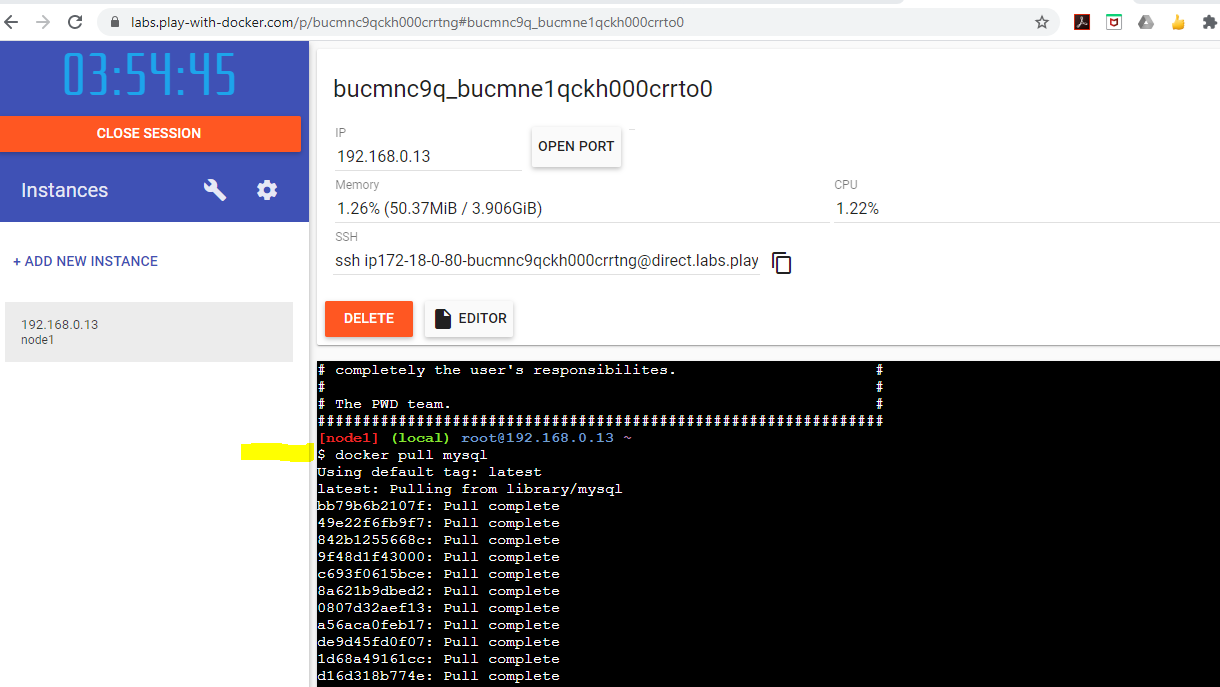 labs.play-with-docker.com/p/bucmnc9qckh000crrtng#bucmnc9q_bucmne1qckh000crrto0
03:54:45
CLOSE SESSION
Instances
+ ADD NEW INSTANCE
192.168.0.13
node1
bucmnc9q_bucmne1qckh000crrto0
IP
192.168.0.13
OPEN PORT
Memory
1.26% (50.37MiB / 3.906GiB)
CPU
1.22%
SSH
ssh ip172-18-0-80-bucmnc9qckh000crrtng@direct.labs.play
DELETE
EDITOR
# completely the user's responsibilites. #
# #
# The PWD team. #
###############################################################
[node1] (local) root@192.168.0.13 ~
$ docker pull mysql
Using default tag: latest
latest: Pulling from library/mysql
bb79b6b2107f: Pull complete
49e22f6fb9f7: Pull complete
842b1255668c: Pull complete
9f48d1f43000: Pull complete
c693f0615bce: Pull complete
8a621b9dbed2: Pull complete
0807d32aef13: Pull complete
a56aca0feb17: Pull complete
de9d45fd0f07: Pull complete
1d68a49161cc: Pull complete
d16d318b774e: Pull complete